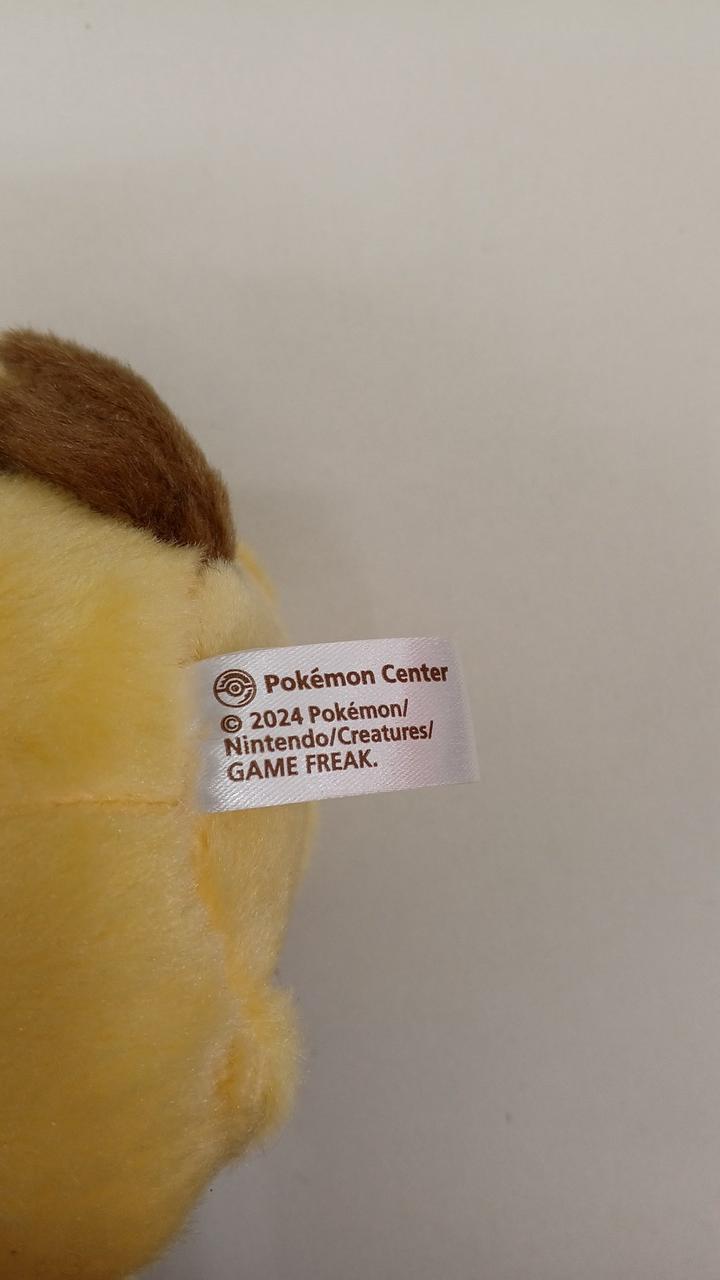 Pokémon Center
© 2024 Pokémon/
Nintendo/Creatures/
GAME FREAK.